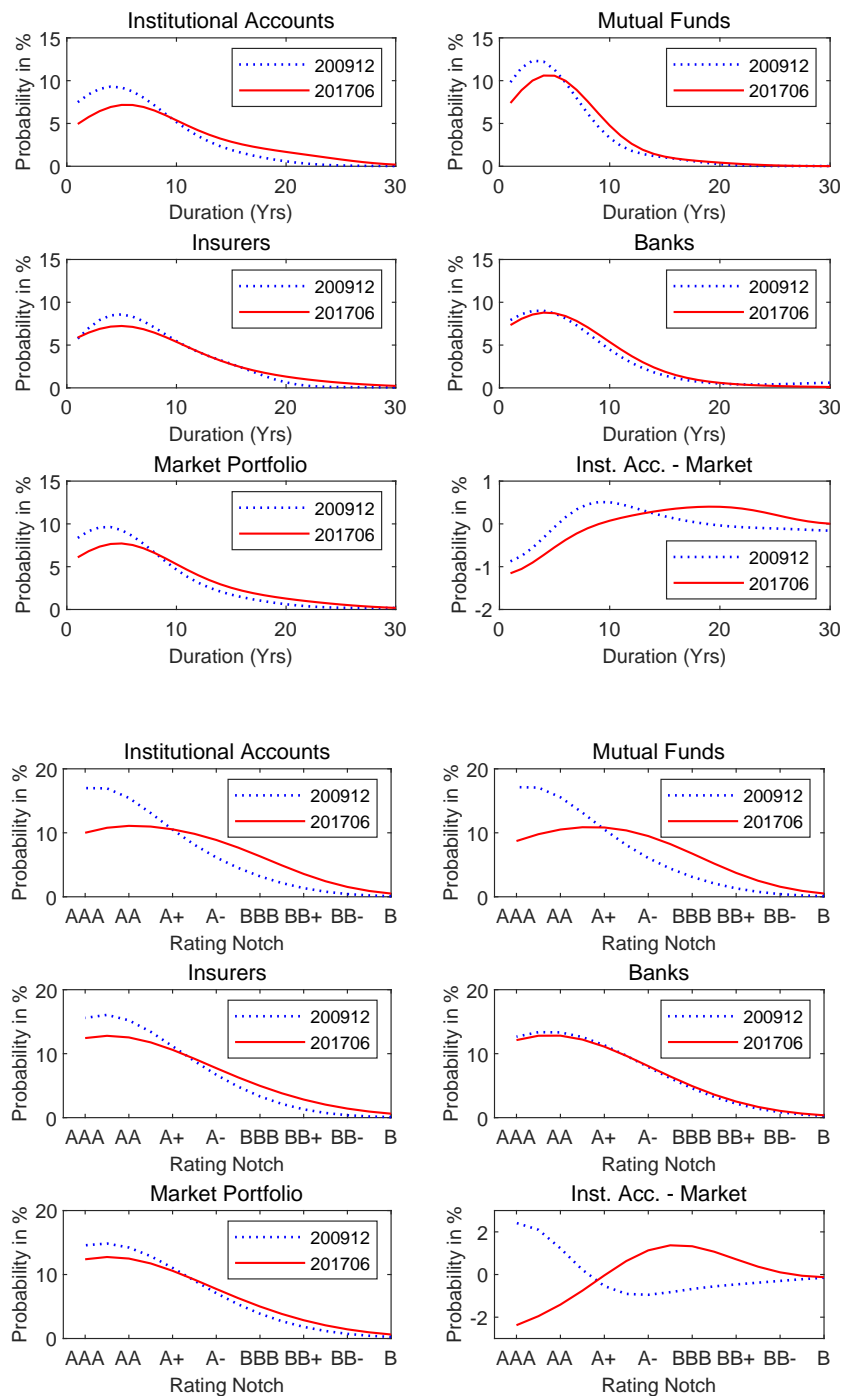 Institutional Accounts
Probability in %
15
10
5
0
200912
201706
0 10 20 30
Duration (Yrs)
Mutual Funds
Probability in %
15
10
5
0
200912
201706
0 10 20 30
Duration (Yrs)
Insurers
Probability in %
15
10
5
0
200912
201706
0 10 20 30
Duration (Yrs)
Banks
Probability in %
15
10
5
0
200912
201706
0 10 20 30
Duration (Yrs)
Market Portfolio
Probability in %
15
10
5
0
200912
201706
0 10 20 30
Duration (Yrs)
Inst. Acc. - Market
Probability in %
1
0
-1
-2
200912
201706
0 10 20 30
Duration (Yrs)
Institutional Accounts
Probability in %
20
10
0
200912
201706
AAA AA A+ A- BBB BB+ BB- B
Rating Notch
Mutual Funds
Probability in %
20
10
0
200912
201706
AAA AA A+ A- BBB BB+ BB- B
Rating Notch
Insurers
Probability in %
20
10
0
200912
201706
AAA AA A+ A- BBB BB+ BB- B
Rating Notch
Banks
Probability in %
20
10
0
200912
201706
AAA AA A+ A- BBB BB+ BB- B
Rating Notch
Market Portfolio
Probability in %
20
10
0
200912
201706
AAA AA A+ A- BBB BB+ BB- B
Rating Notch
Inst. Acc. - Market
Probability in %
2
0
-2
200912
201706
AAA AA A+ A- BBB BB+ BB- B
Rating Notch